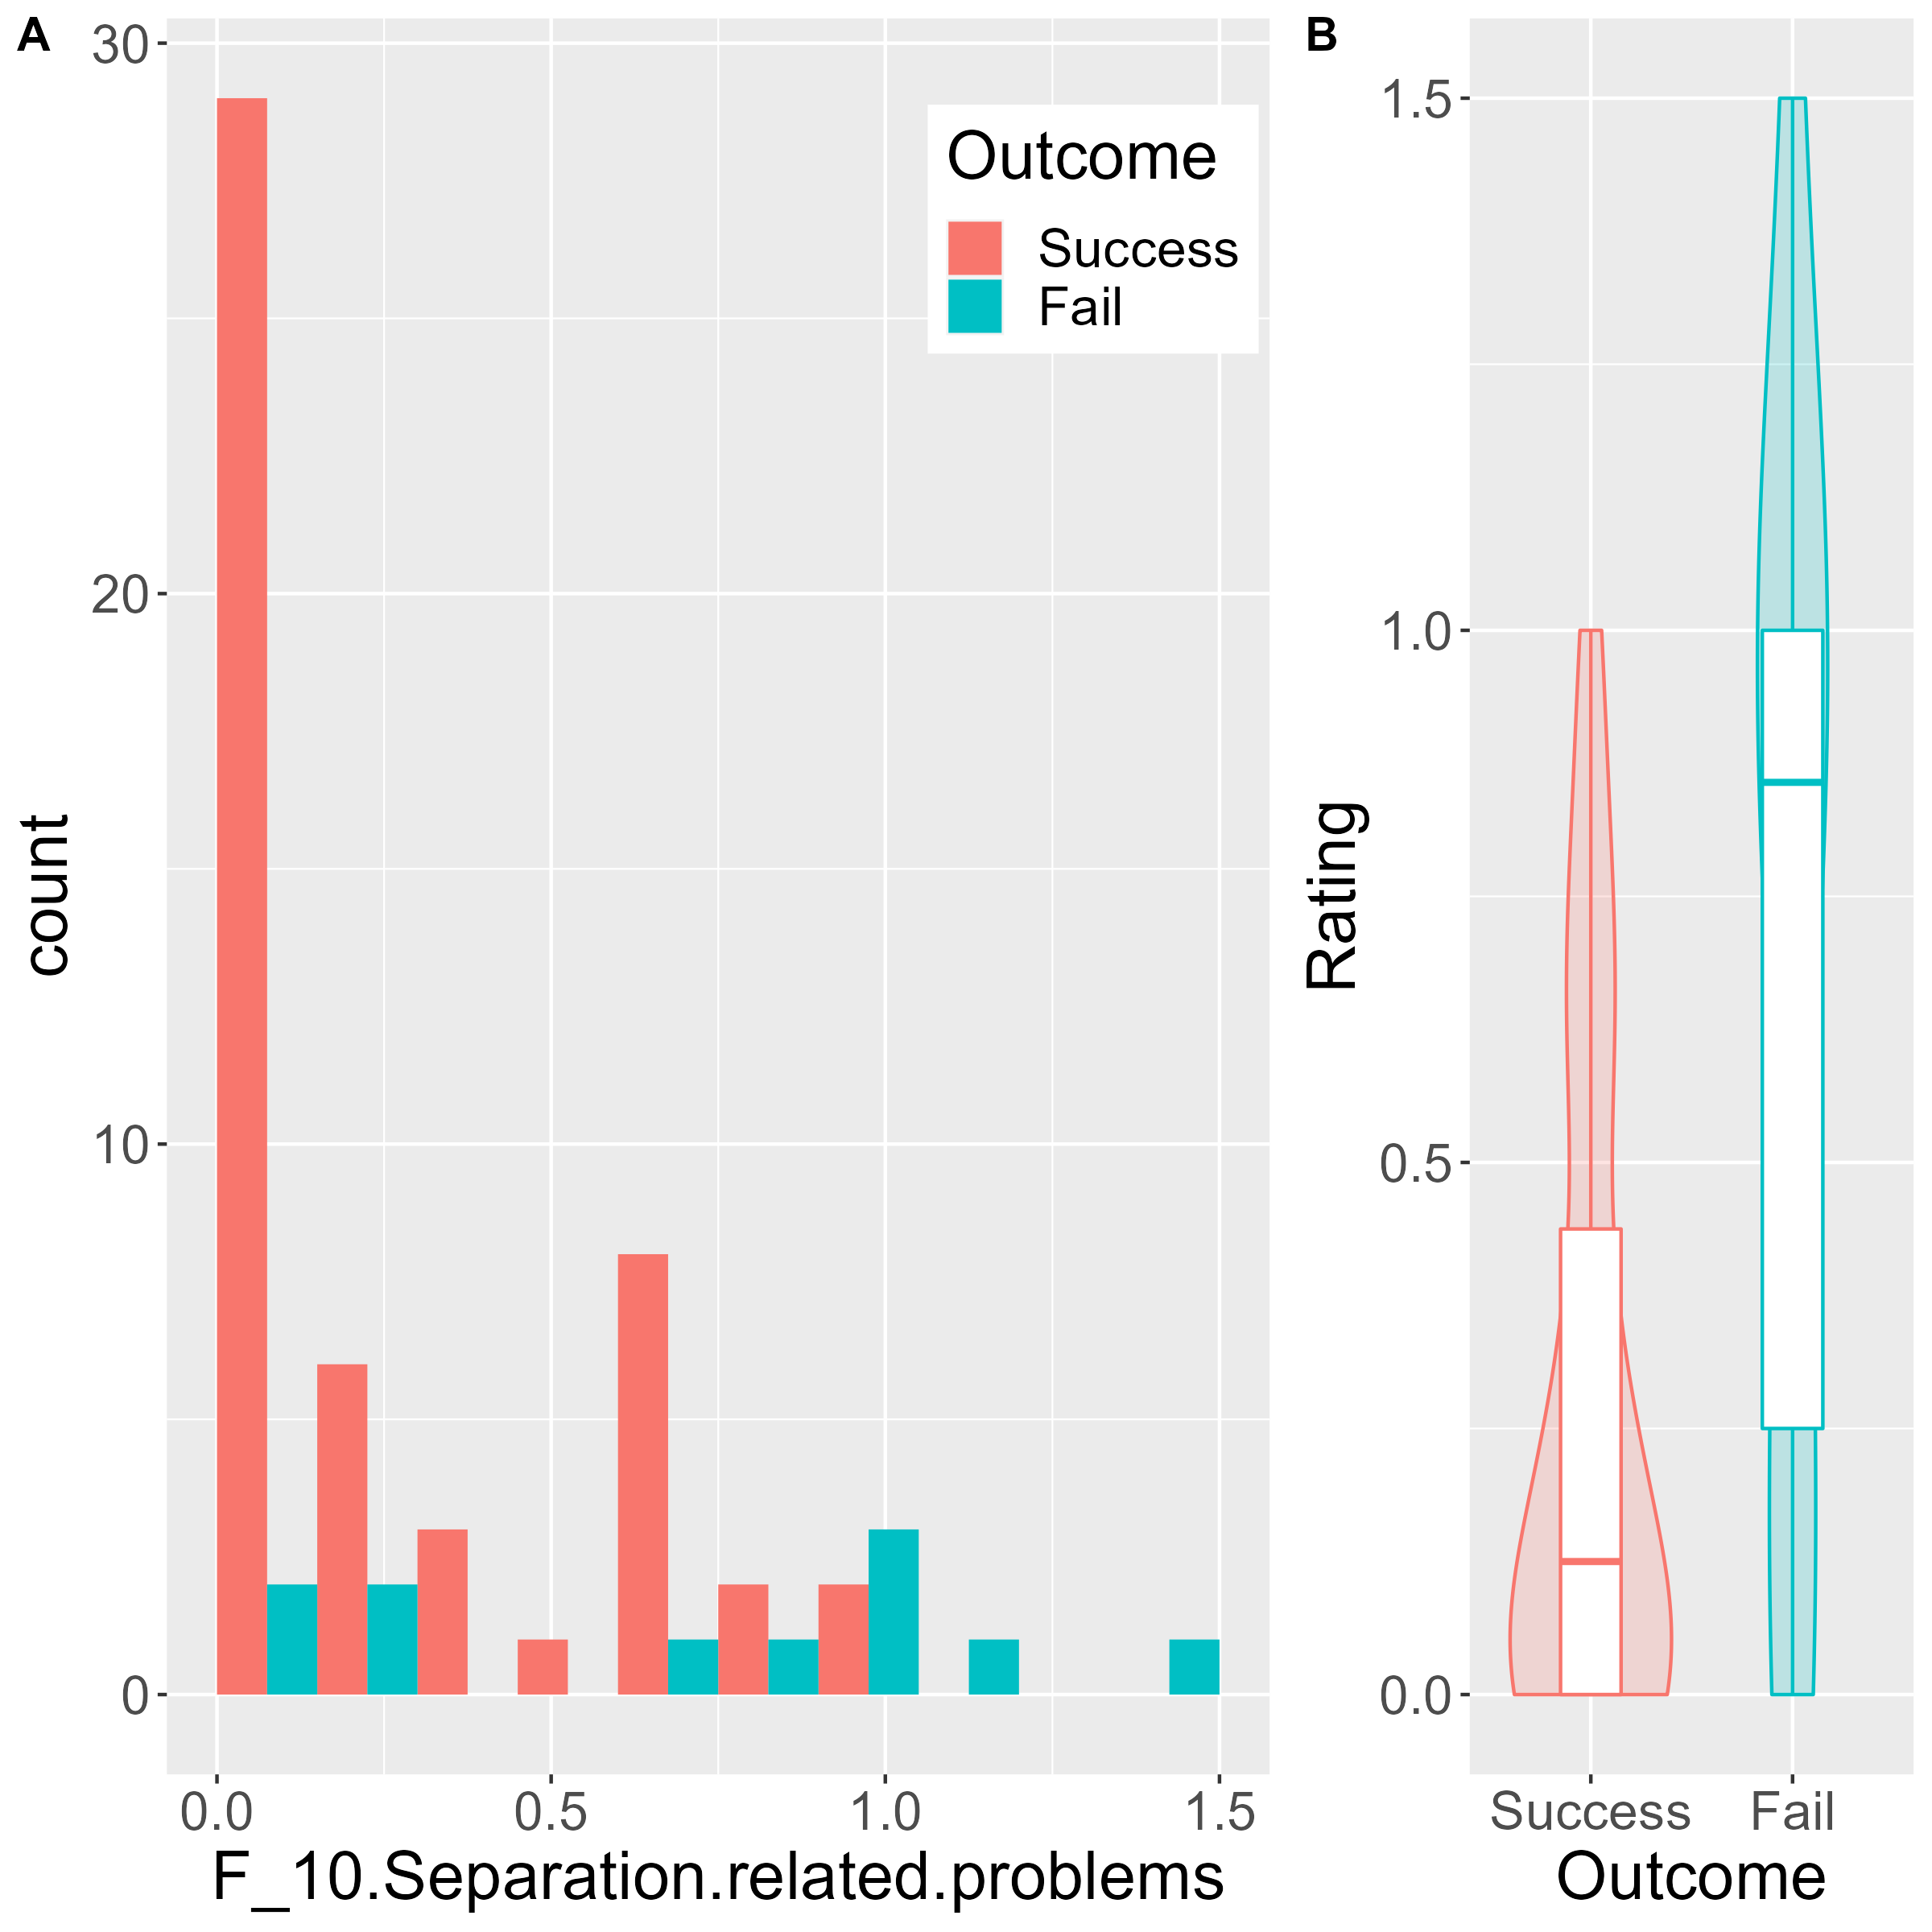 A
30
20
10
0
count
0.0 0.5 1.0 1.5
F_10.Separation.related.problems
Outcome
Success
Fail
B
1.5
1.0
0.5
0.0
Rating
Success Fail
Outcome